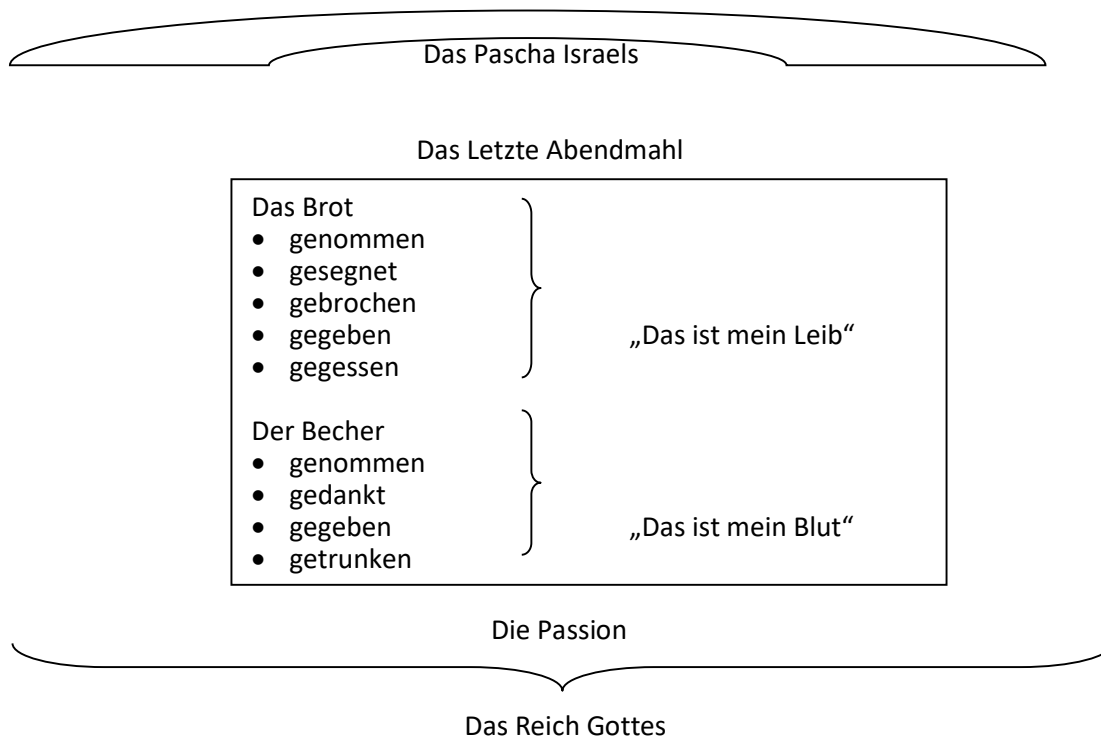 Das Pascha Israels
Das Letzte Abendmahl
Das Brot
• genommen
• gesegnet
• gebrochen
• gegeben
• gegessen
„Das ist mein Leib“
Der Becher
• genommen
• gedankt
• gegeben
• getrunken
„Das ist mein Blut“
Die Passion
Das Reich Gottes